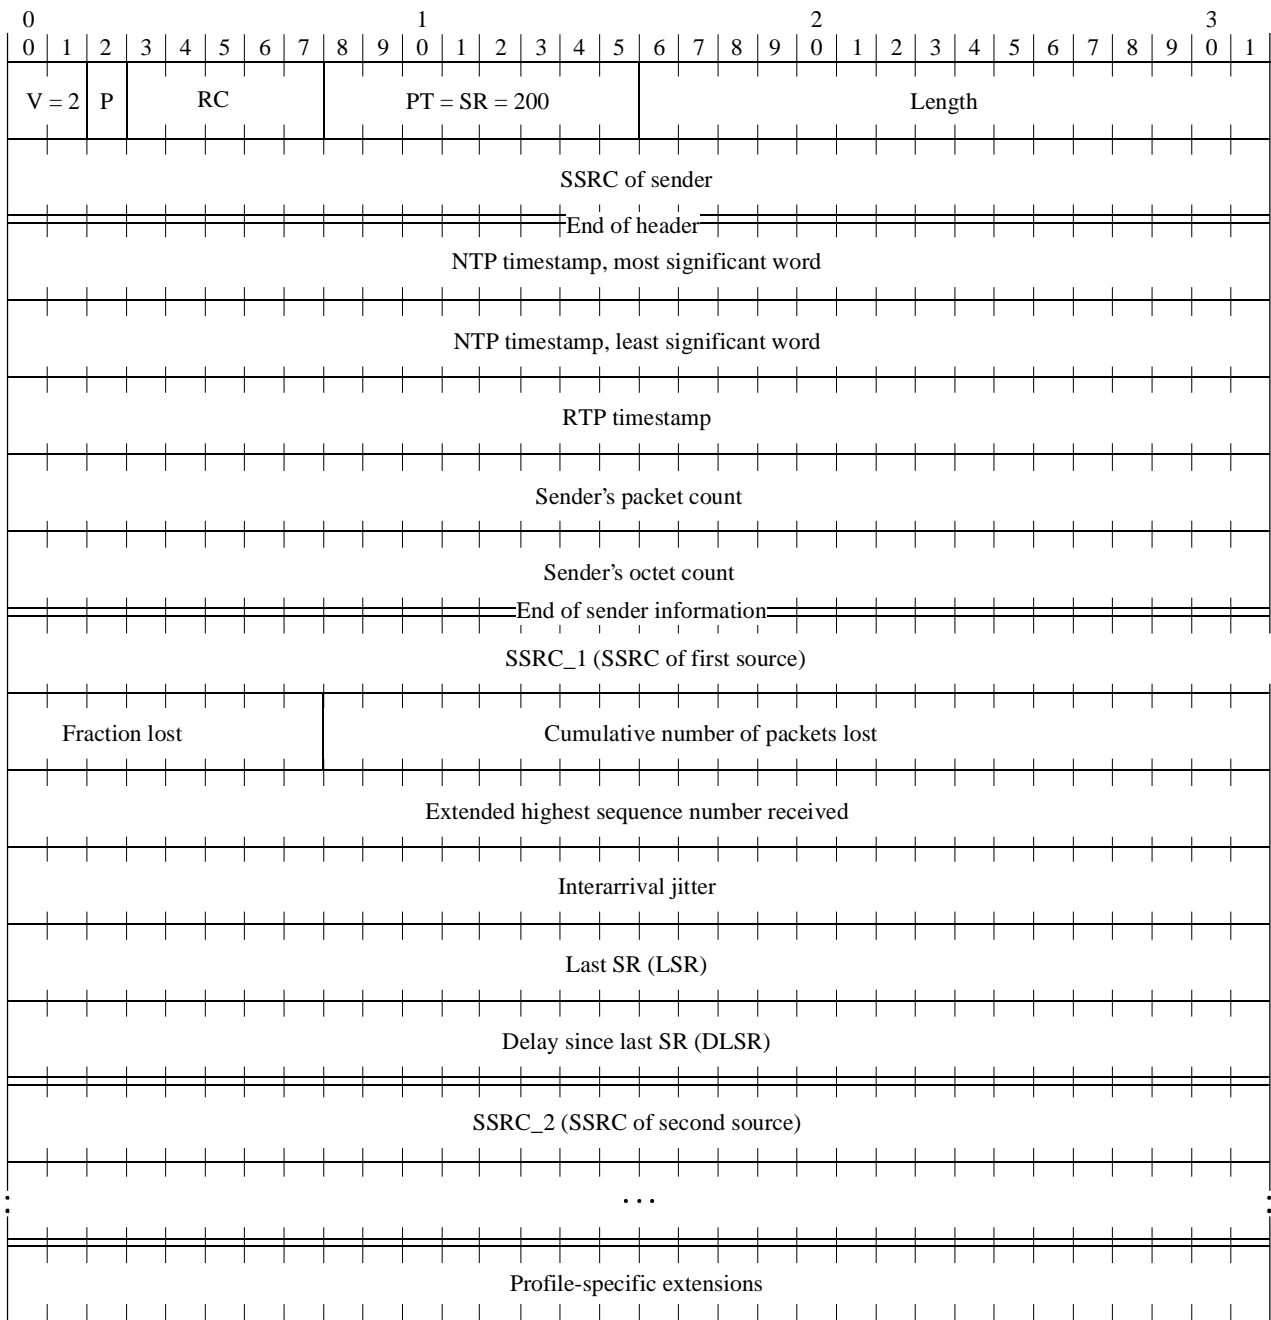 0 1 2 3
0 1 2 3 4 5 6 7 8 9 0 1 2 3 4 5 6 7 8 9 0 1 2 3 4 5 6 7 8 9 0 1
V = 2 P RC PT = SR = 200 Length
SSRC of sender
End of header
NTP timestamp, most significant word
NTP timestamp, least significant word
RTP timestamp
Sender’s packet count
Sender’s octet count
End of sender information
SSRC_1 (SSRC of first source)
Fraction lost Cumulative number of packets lost
Extended highest sequence number received
Interarrival jitter
Last SR (LSR)
Delay since last SR (DLSR)
SSRC_2 (SSRC of second source)
. . .
Profile-specific extensions